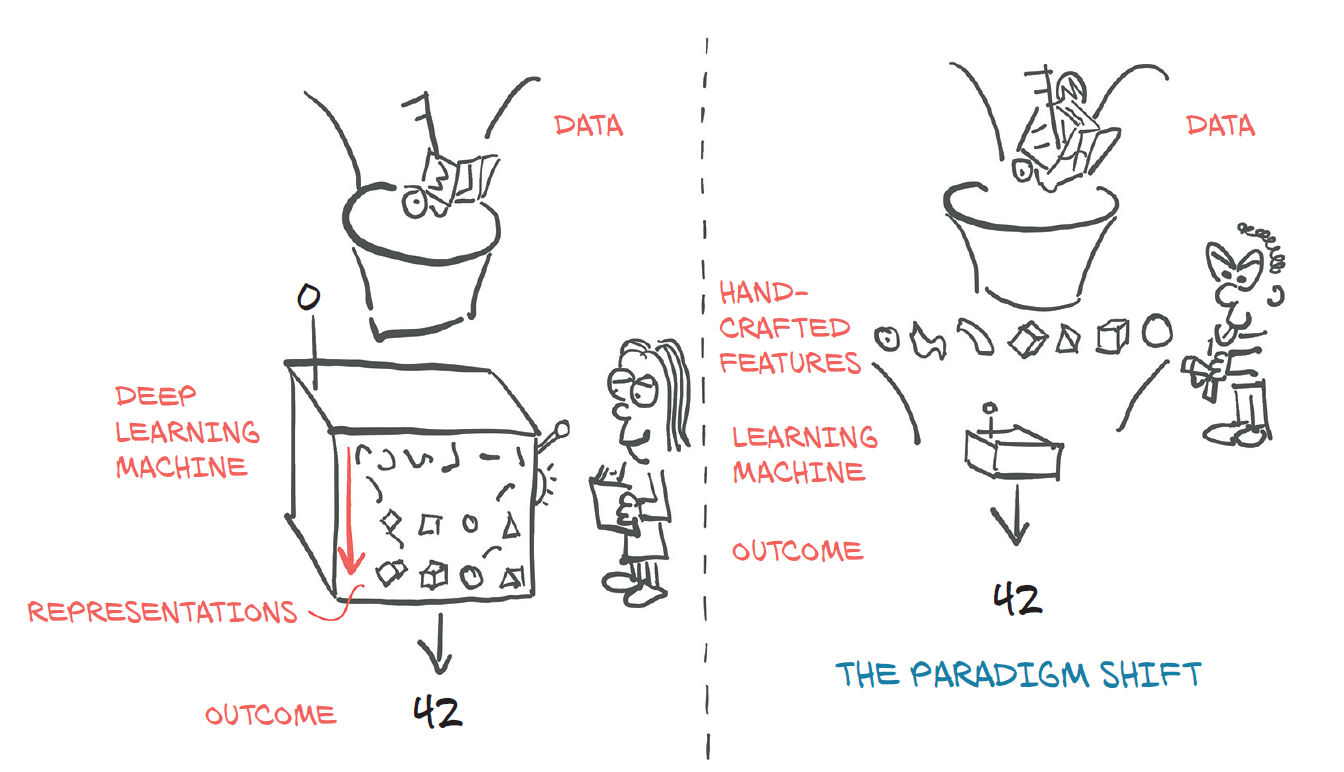 DATA
DEEP
LEARNING
MACHINE
REPRESENTATIONS
OUTCOME
42
DATA
HAND-
CRAFTED
FEATURES
LEARNING
MACHINE
OUTCOME
42
THE PARADIGM SHIFT